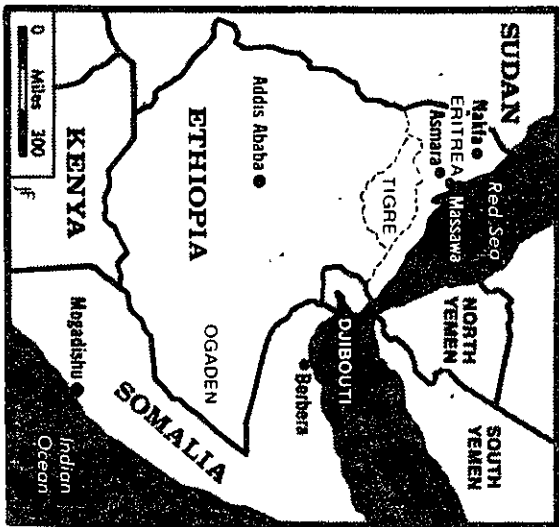 SUDAN
Nakfa
ERITREA
Asmara
Massawa
Red Sea
TIGRE
NORTH
YEMEN
SOUTH
YEMEN
DJIBOUTI
Berbera
Addis Ababa
ETHIOPIA
OGADEN
SOMALIA
KENYA
Mogadishu
Indian
Ocean
0 Miles 300